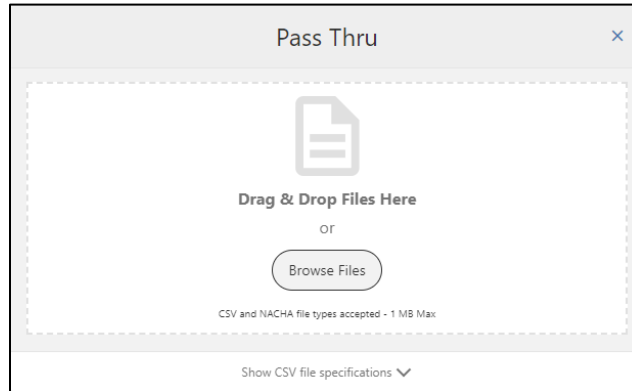 Pass Thru
Drag & Drop Files Here
or
Browse Files
CSV and NACHA file types accepted - 1 MB Max
Show CSV file specifications